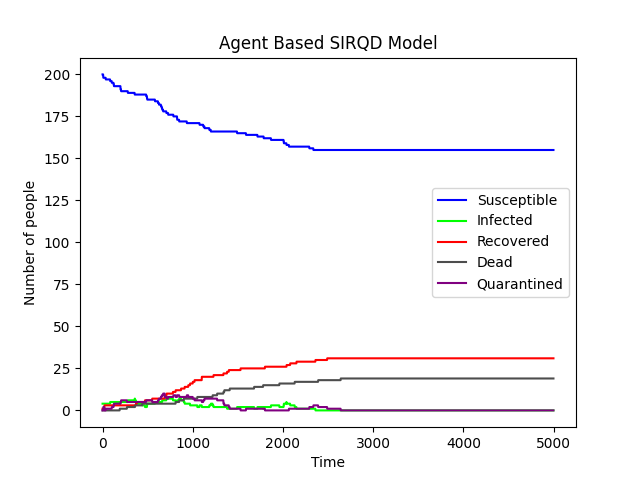 Agent Based SIRQD Model
Number of people
200
175
150
125
100
75
50
25
0
Susceptible
Infected
Recovered
Dead
Quarantined
0 1000 2000 3000 4000 5000
Time